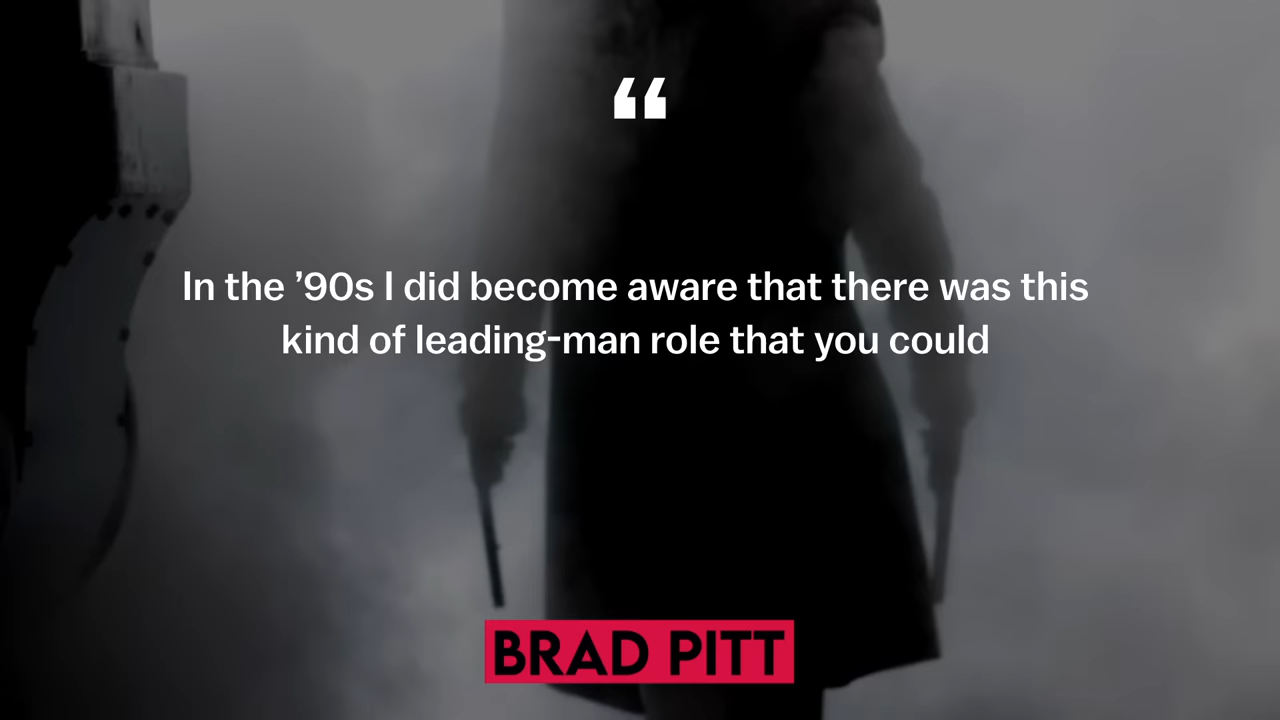 “
In the ’90s I did become aware that there was this
kind of leading-man role that you could
BRAD PITT